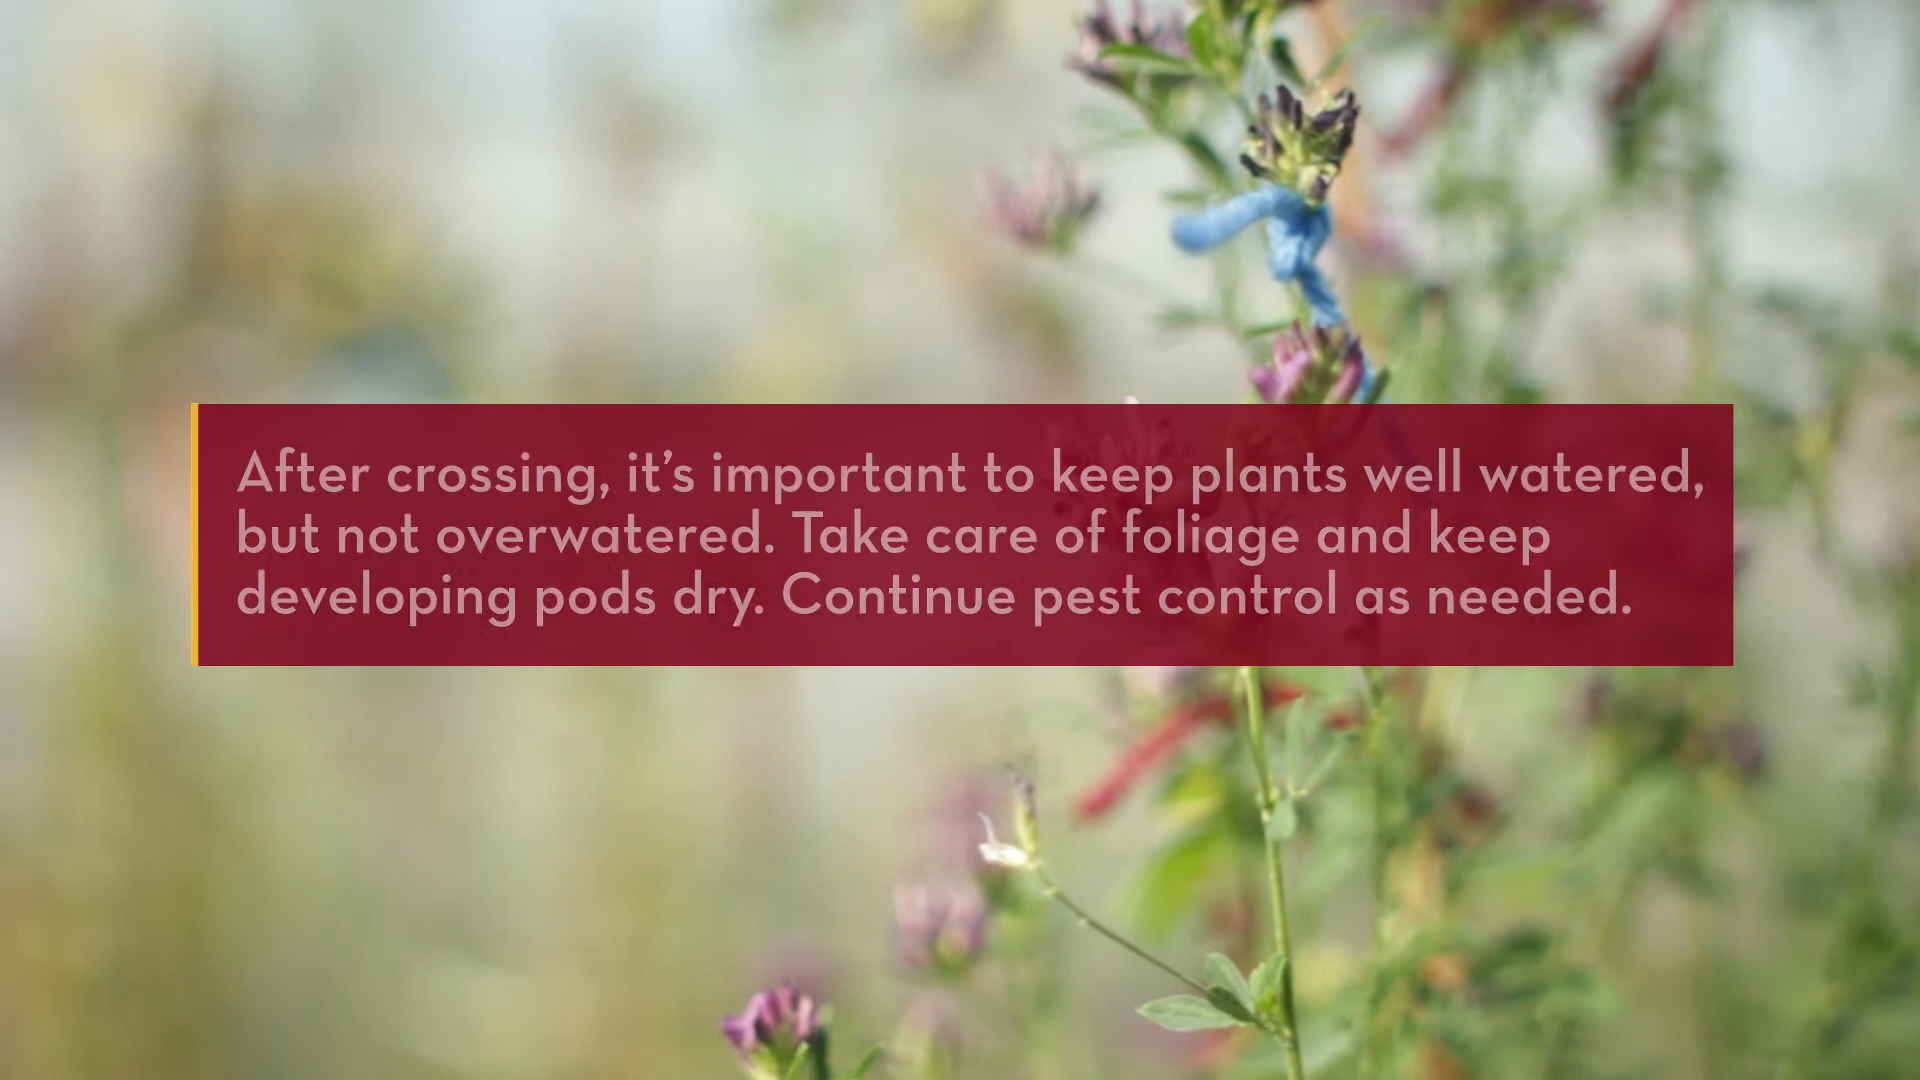 After crossing, it’s important to keep plants well watered,
but not overwatered. Take care of foliage and keep
developing pods dry. Continue pest control as needed.